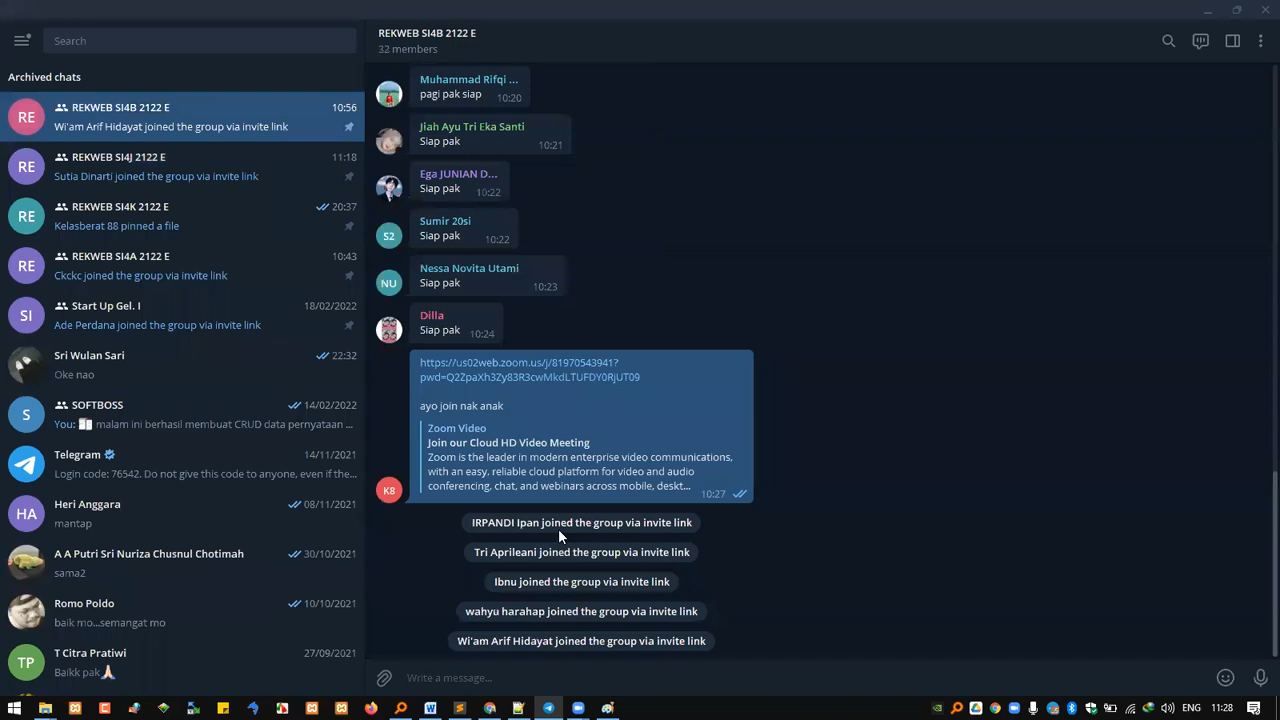 Search
Archived chats
RE
REKWEB SI4B 2122 E
10:56
Wi'am Arif Hidayat joined the group via invite link
RE
REKWEB SI4J 2122 E
11:18
Sutia Dinarti joined the group via invite link
RE
REKWEB SI4K 2122 E
20:37
Kelasberat 88 pinned a file
RE
REKWEB SI4A 2122 E
10:43
Ckckc joined the group via invite link
SI
Start Up Gel. I
18/02/2022
Ade Perdana joined the group via invite link
Sri Wulan Sari
22:32
Oke nao
S
SOFTBOSS
14/02/2022
You: malam ini berhasil membuat CRUD data pernyataan ...
Telegram
14/11/2021
Login code: 76542. Do not give this code to anyone, even if the...
HA
Heri Anggara
08/11/2021
mantap
A A Putri Sri Nuriza Chusnul Chotimah
30/10/2021
sama2
Romo Poldo
10/10/2021
baik mo...semangat mo
TP
T Citra Pratiwi
27/09/2021
Baikk pak🙏🏻
REKWEB SI4B 2122 E
32 members
Muhammad Rifqi ...
pagi pak siap
10:20
Jiah Ayu Tri Eka Santi
Siap pak
10:21
Ega JUNIAN D...
Siap pak
10:22
Sumir 20si
S2
Siap pak
10:22
Nessa Novita Utami
NU
Siap pak
10:23
Dilla
Siap pak
10:24
https://us02web.zoom.us/j/81970543941?
pwd=Q2ZpaXh3Zy83R3cwMkdLTUFDY0RjUT09
ayo join nak anak
Zoom Video
Join our Cloud HD Video Meeting
Zoom is the leader in modern enterprise video communications,
with an easy, reliable cloud platform for video and audio
conferencing, chat, and webinars across mobile, deskt...
K8
10:27
IRPANDI Ipan joined the group via invite link
Tri Aprileani joined the group via invite link
Ibnu joined the group via invite link
wahyu harahap joined the group via invite link
Wi'am Arif Hidayat joined the group via invite link
Write a message...
11:28